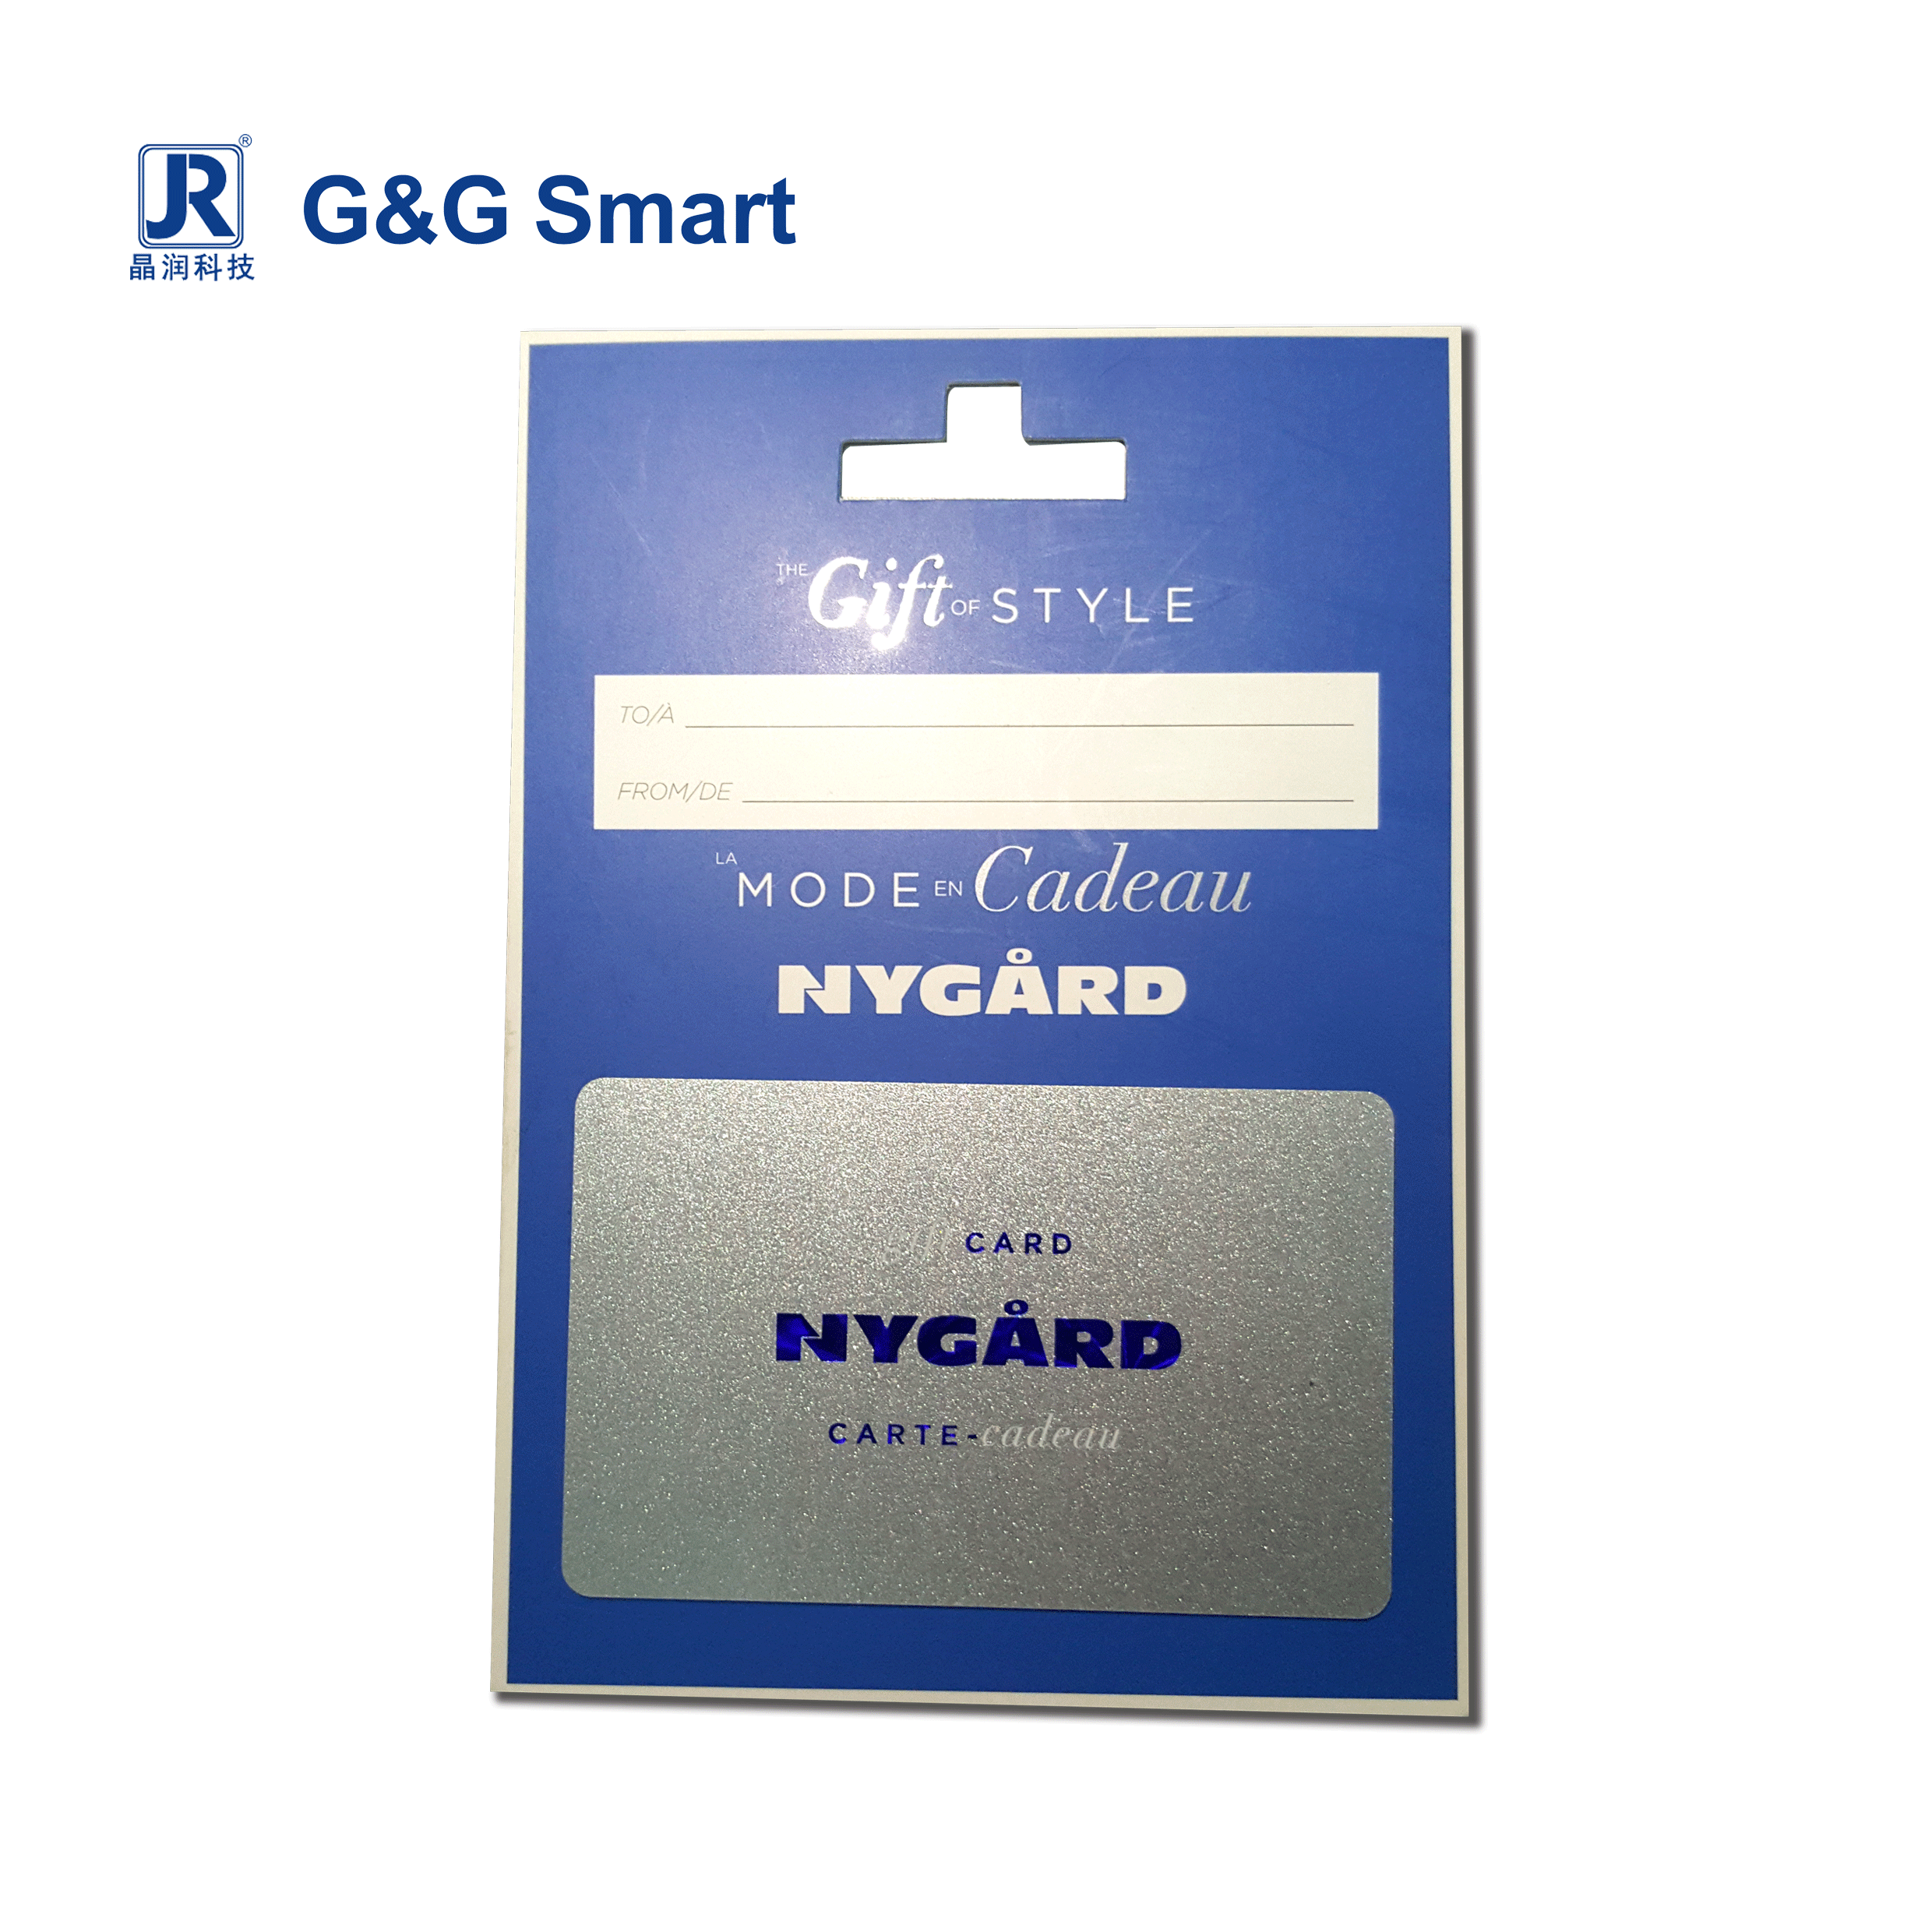 JR®
晶润科技
G&G Smart
THE Gift OF STYLE
TO/À
FROM/DE
LA MODE EN Cadeau
NYGÅRD
CARD
NYGÅRD
CARTE-cadeau